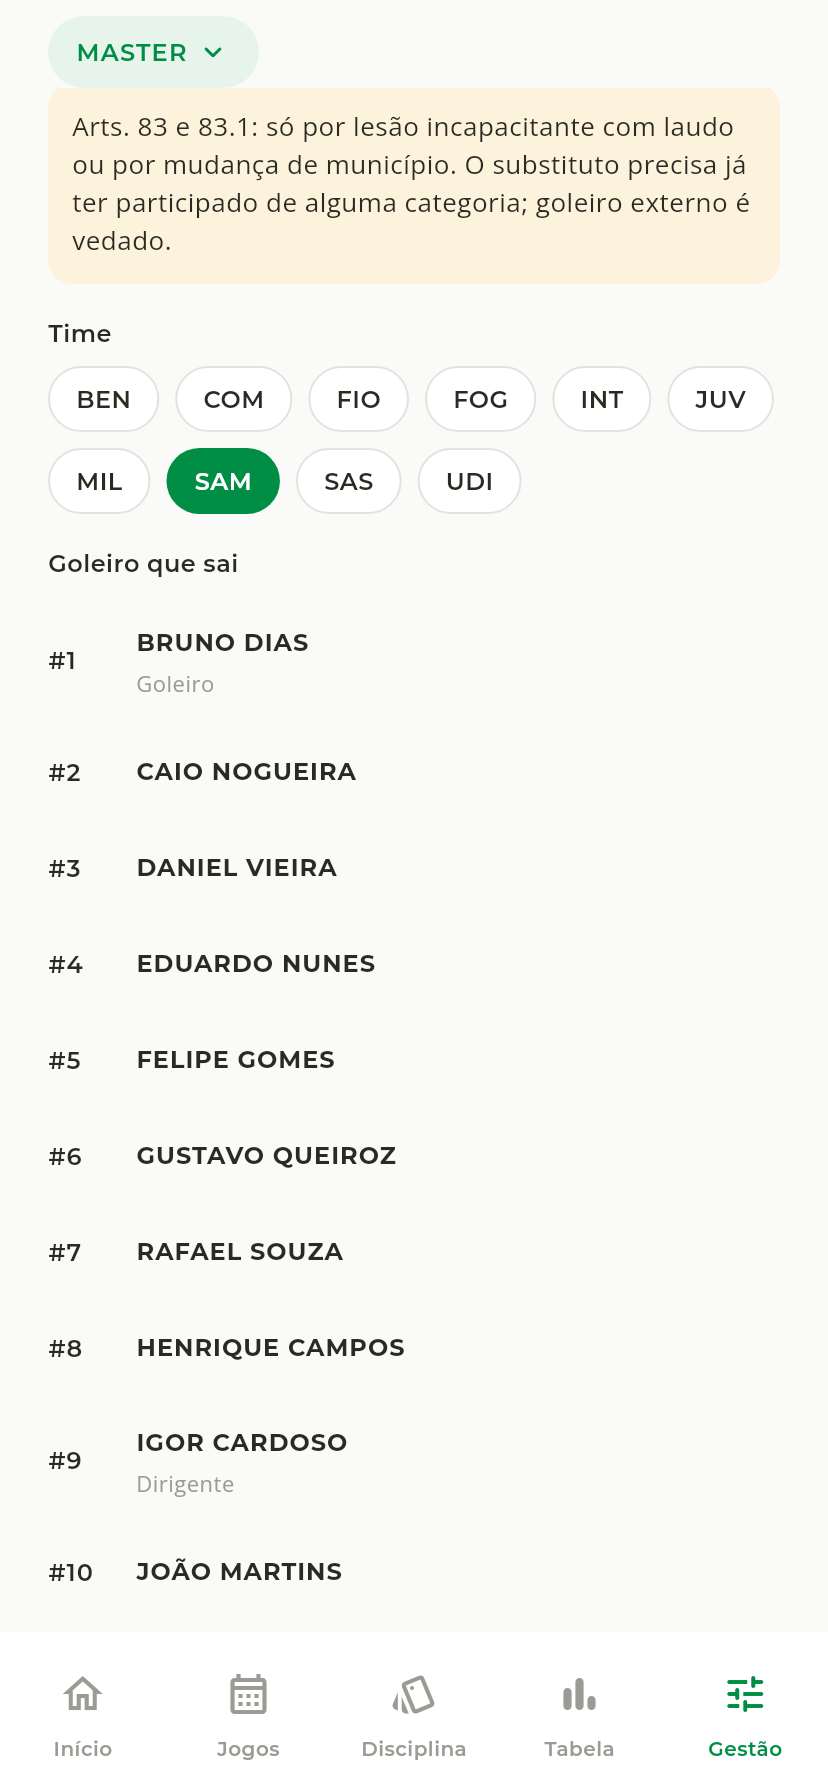 MASTER
Arts. 83 e 83.1: só por lesão incapacitante com laudo
ou por mudança de município. O substituto precisa já
ter participado de alguma categoria; goleiro externo é
vedado.
Time
BEN COM FIO FOG INT JUV
MIL SAM SAS UDI
Goleiro que sai
#1 BRUNO DIAS
Goleiro
#2 CAIO NOGUEIRA
#3 DANIEL VIEIRA
#4 EDUARDO NUNES
#5 FELIPE GOMES
#6 GUSTAVO QUEIROZ
#7 RAFAEL SOUZA
#8 HENRIQUE CAMPOS
#9 IGOR CARDOSO
Dirigente
#10 JOÃO MARTINS
Início Jogos Disciplina Tabela Gestão